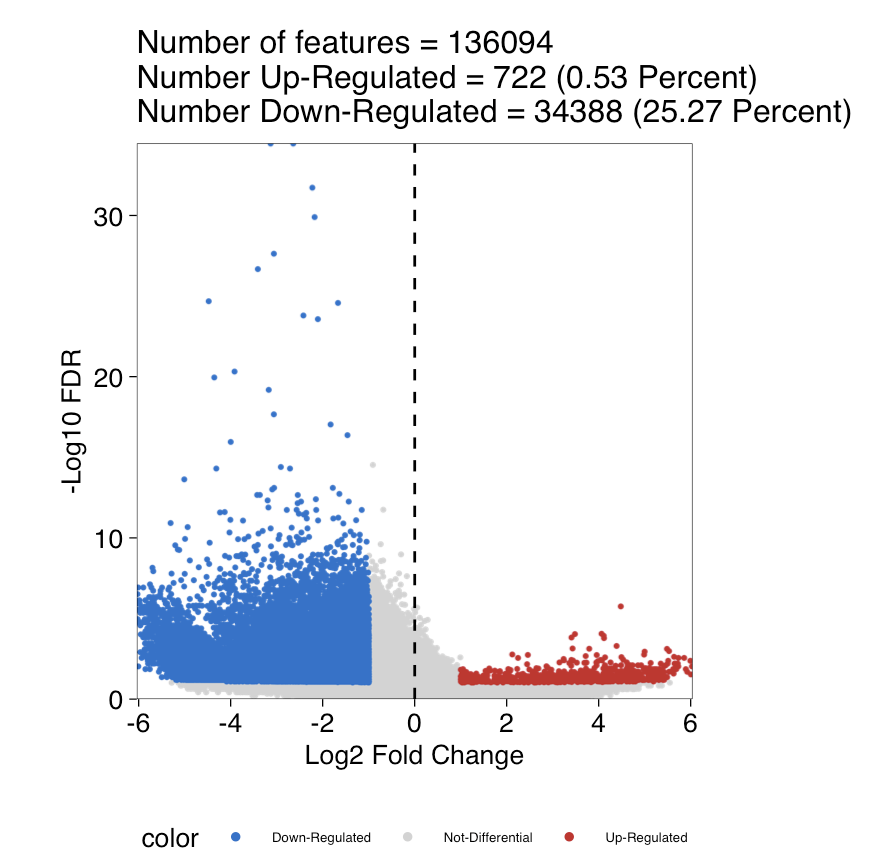 Number of features = 136094
Number Up-Regulated = 722 (0.53 Percent)
Number Down-Regulated = 34388 (25.27 Percent)
-Log10 FDR
30
20
10
0
-6 -4 -2 0 2 4 6
Log2 Fold Change
color Down-Regulated Not-Differential Up-Regulated